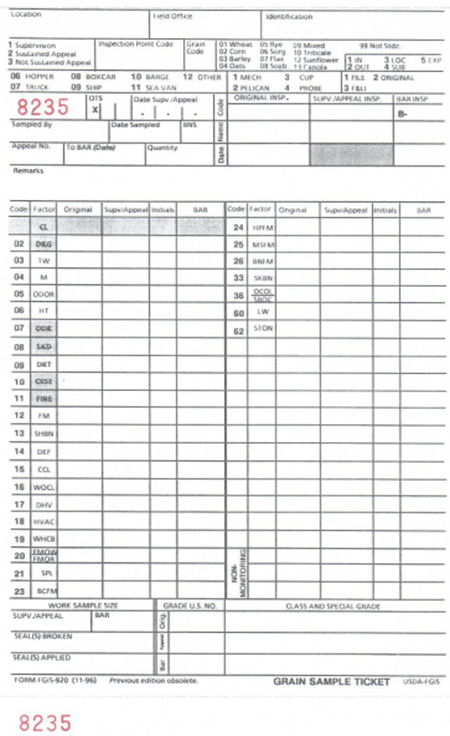 Location Field Office Identification
1 Supervision Inspection Point Code Grain 01 Wheat 05 Rye 09 Mixed 99 Not Stdz.
2 Sustained Appeal Code 02 Corn 06 Sorg 10 Triticale
3 Not Sustained Appeal 03 Barley 07 Flax 12 Sunflower 1 IN 3 LOC 5 EXP
04 Oats 08 Soyb. 11 Canola 2 OUT 4 SUB
06 HOPPER 08 BOXCAR 10 BARGE 12 OTHER 1 MECH 3 CUP 1 FILE 2 ORIGINAL
07 TRUCK 09 SHIP 11 SEA VAN 2 PELICAN 4 PROBE 3 F&LI
8235 OTS X Date Supv./Appeal Code ORIGINAL INSP. SUPV./APPEAL INSP. BAR INSP
B-
Sampled By Date Sampled BNS Name
Appeal No. To BAR (Date) Quantity Date
Remarks
Code Factor Original Supv/Appeal Initials BAR Code Factor Original Supv/Appeal Initials BAR
CL 24
02 DKG 25 MSFM
03 TW 26 BNFM
04 M 33 SKBN
05 ODOR 36 OCOL
SBOC
06 HT 60 LW
07 62 STON
08 SKD
09 DKT
10
11 FINE
12 FM
13 SHBN
14 DEF
15 CCL
16 WOCL
17 DHV
18 HVAC
19 WHCB
20 FMOW
FMOR
21 SPL
23 BCFM NON-MONITORING
WORK SAMPLE SIZE GRADE U.S. NO. CLASS AND SPECIAL GRADE
SUPV./APPEAL BAR Orig.
SEAL(S) BROKEN Appeal
SEAL(S) APPLIED Bar
FORM FGIS-920 (11-96) Previous edition obsolete. GRAIN SAMPLE TICKET USDA-FGIS
8235